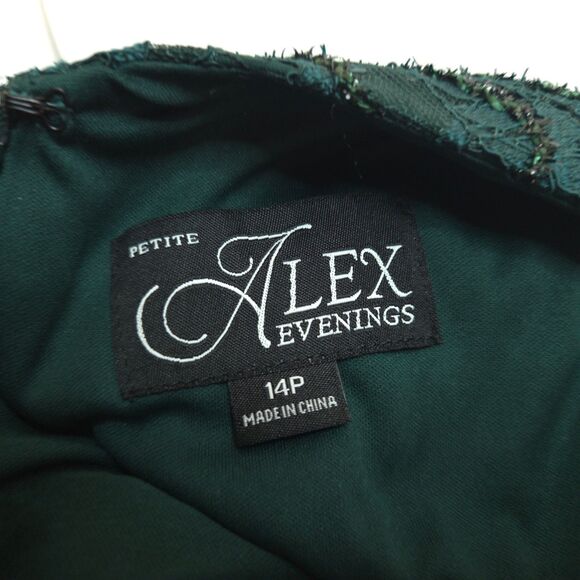 PETITE
ALEX
EVENINGS
14P
MADE IN CHINA